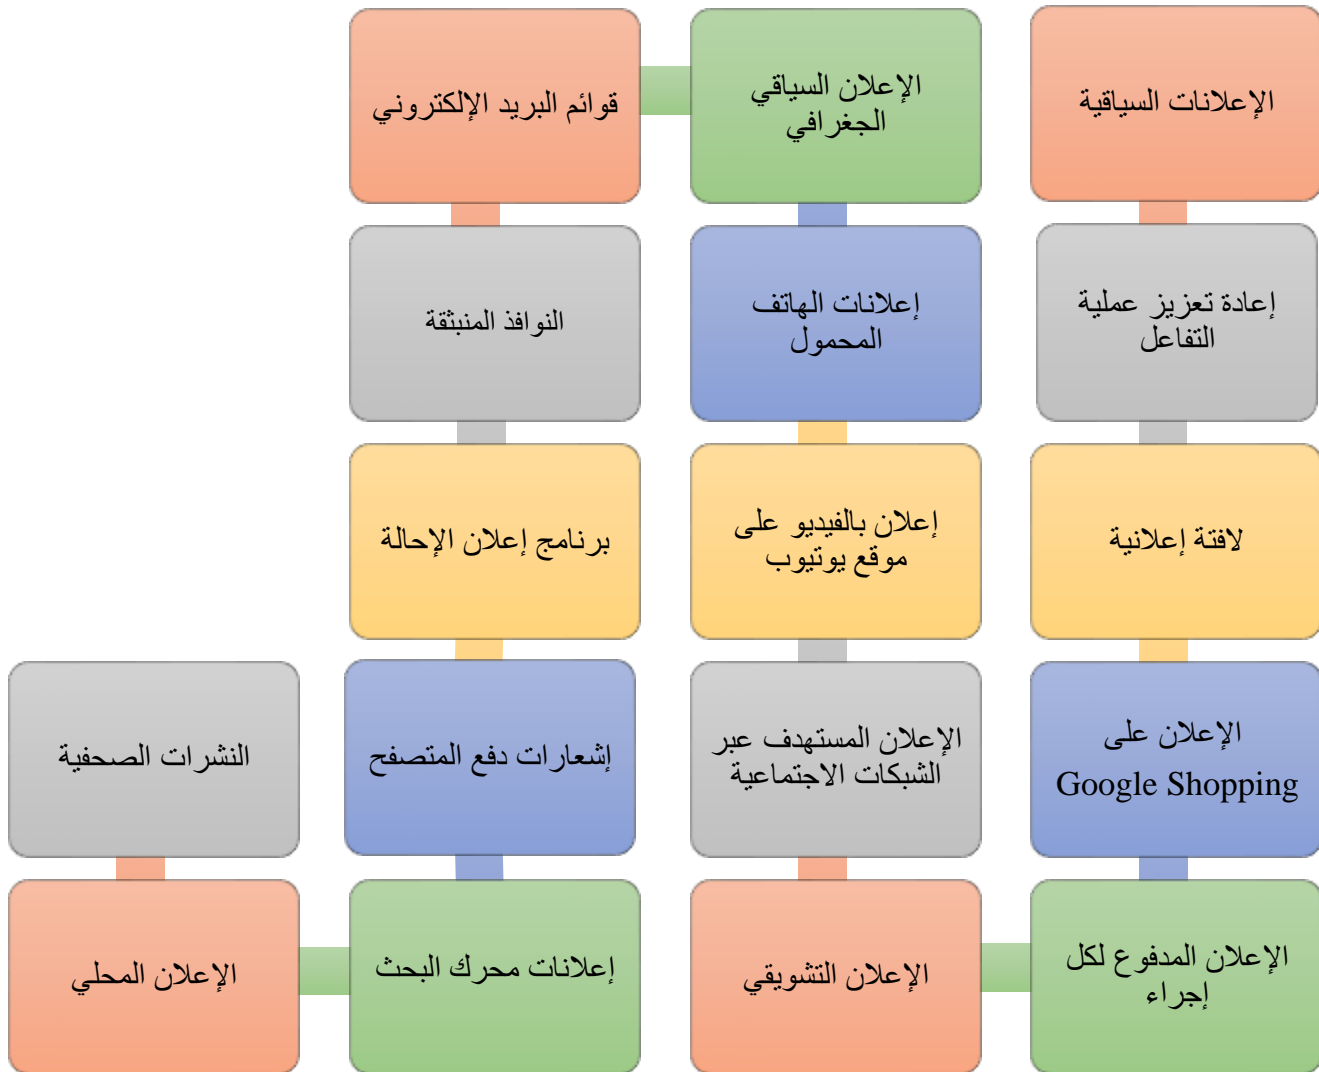 الإعلانات السياقية
إعادة تعزيز عملية
التفاعل
لافتة إعلانية
الإعلان على
Google Shopping
الإعلان المدفوع لكل
إجراء
الإعلان التشويقي
الإعلان المستهدف عبر
الشبكات الاجتماعية
إعلان بالفيديو على
موقع يوتيوب
إعلانات الهاتف
المحمول
الإعلان السياقي
الجغرافي
قوائم البريد الإلكتروني
النوافذ المنبثقة
برنامج إعلان الإحالة
إشعارات دفع المتصفح
إعلانات محرك البحث
الإعلان المحلي
النشرات الصحفية